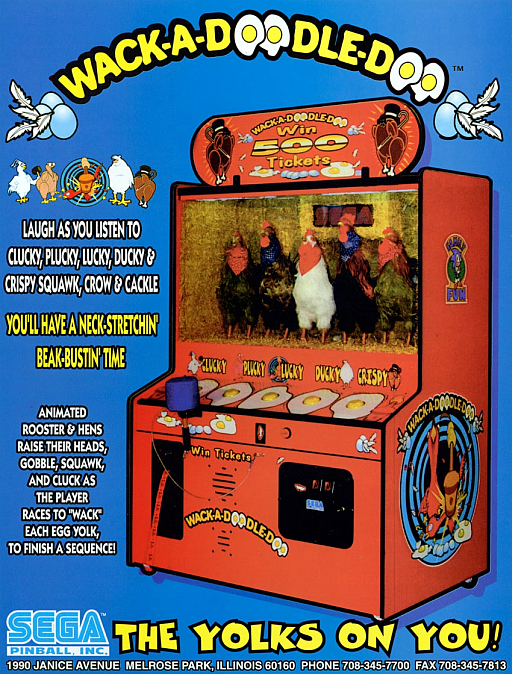 WACK-A-DOODLE-DOO™
WACK-A-DOODLE-DOO
Win
500
Tickets
LAUGH AS YOU LISTEN TO
CLUCKY, PLUCKY, LUCKY, DUCKY &
CRISPY SQUAWK, CROW & CACKLE
YOU'LL HAVE A NECK-STRETCHIN'
BEAK-BUSTIN' TIME
FUN
CLUCKY PLUCKY LUCKY DUCKY CRISPY
WACK-A-DOODLE-DOO
ANIMATED
ROOSTER & HENS
RAISE THEIR HEADS,
GOBBLE, SQUAWK,
AND CLUCK AS
THE PLAYER
RACES TO "WACK"
EACH EGG YOLK,
TO FINISH A SEQUENCE!
Win Tickets
SEGA
WACK-A-DOODLE-DOO
SEGA™
PINBALL, INC.
THE YOLKS ON YOU!
1990 JANICE AVENUE MELROSE PARK, ILLINOIS 60160 PHONE 708-345-7700 FAX 708-345-7813